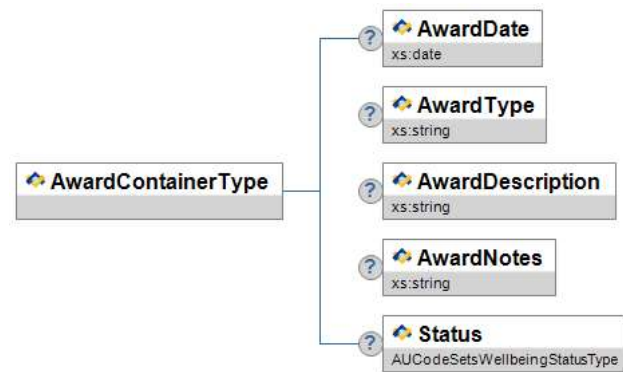 ?
AwardDate
xs:date
?
AwardType
xs:string
AwardContainerType
?
AwardDescription
xs:string
?
AwardNotes
xs:string
?
Status
AUCodeSetsWellbeingStatusType